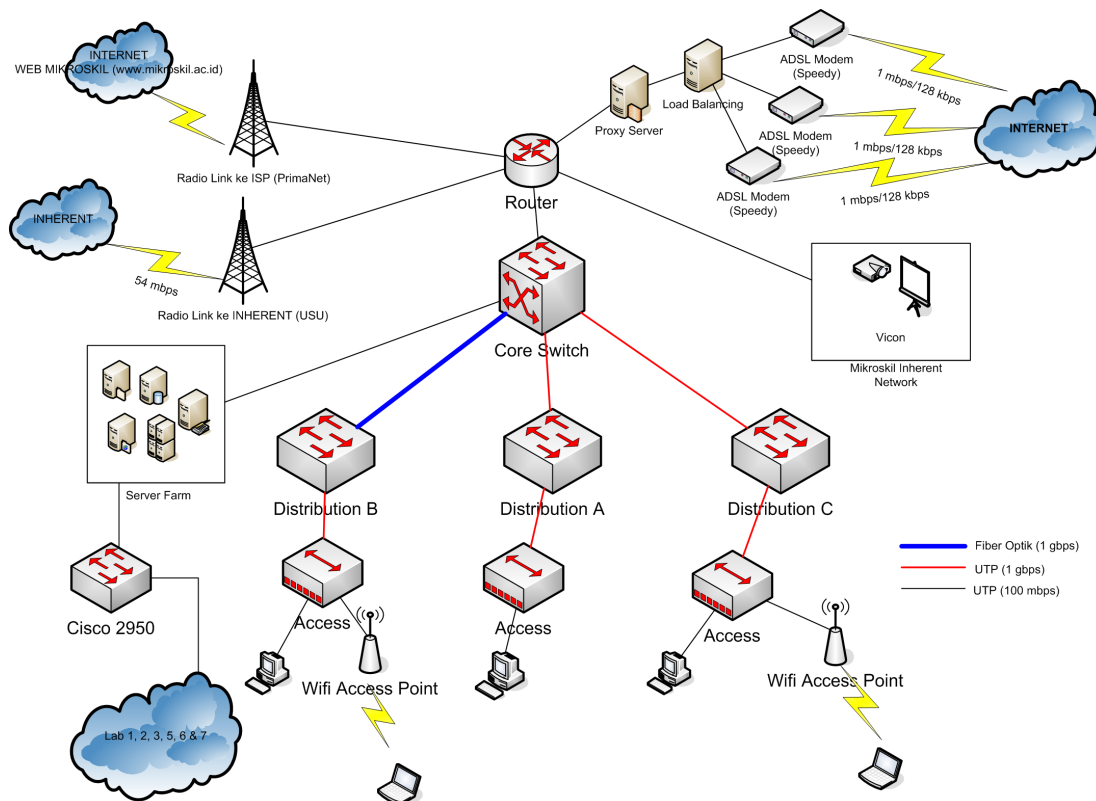 INTERNET
WEB MIKROSKIL (www.mikroskil.ac.id)
Radio Link ke ISP (PrimaNet)
INHERENT
54 mbps
Radio Link ke INHERENT (USU)
Router
Proxy Server
Load Balancing
ADSL Modem
(Speedy)
1 mbps/128 kbps
ADSL Modem
(Speedy)
1 mbps/128 kbps
ADSL Modem
(Speedy)
1 mbps/128 kbps
INTERNET
Core Switch
Vicon
Mikroskil Inherent
Network
Server Farm
Distribution B
Distribution A
Distribution C
Fiber Optik (1 gbps)
UTP (1 gbps)
UTP (100 mbps)
Cisco 2950
Access
Access
Access
Wifi Access Point
Wifi Access Point
Lab 1, 2, 3, 5, 6 & 7